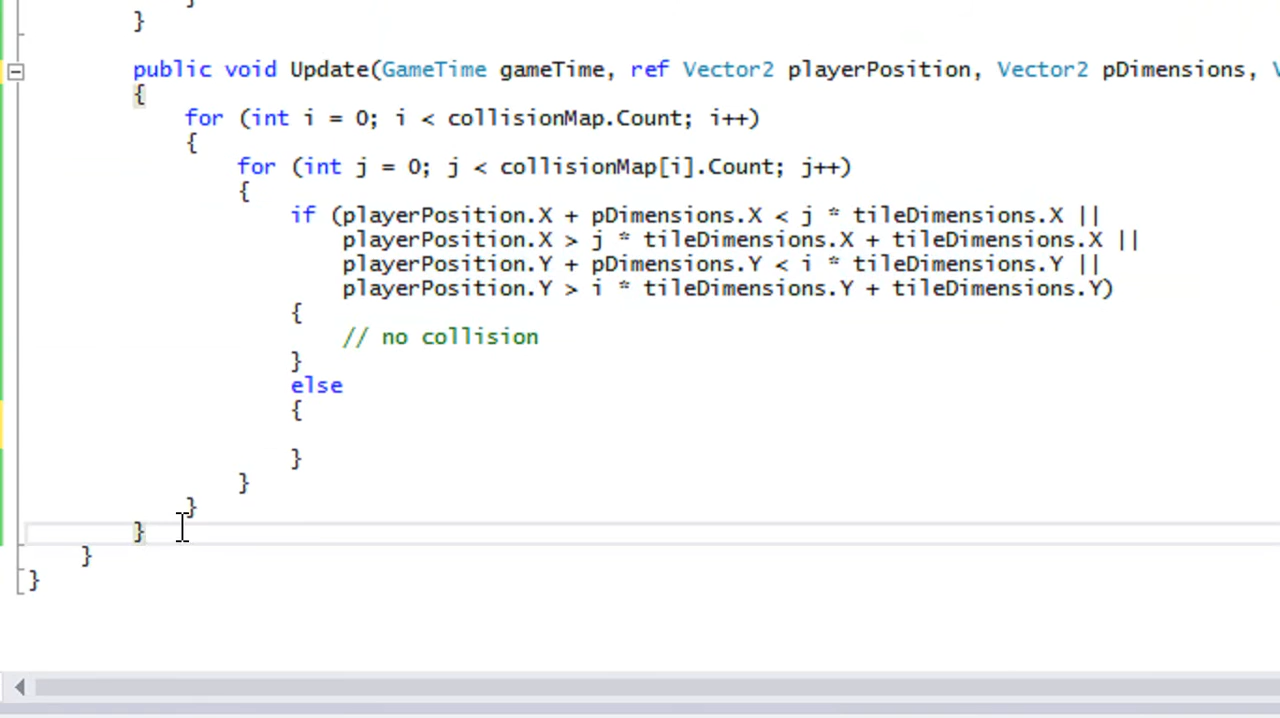 }
}
public void Update(GameTime gameTime, ref Vector2 playerPosition, Vector2 pDimensions,
{
for (int i = 0; i < collisionMap.Count; i++)
{
for (int j = 0; j < collisionMap[i].Count; j++)
{
if (playerPosition.X + pDimensions.X < j * tileDimensions.X ||
playerPosition.X > j * tileDimensions.X + tileDimensions.X ||
playerPosition.Y + pDimensions.Y < i * tileDimensions.Y ||
playerPosition.Y > i * tileDimensions.Y + tileDimensions.Y)
{
// no collision
}
else
{
}
}
}
}
}
}